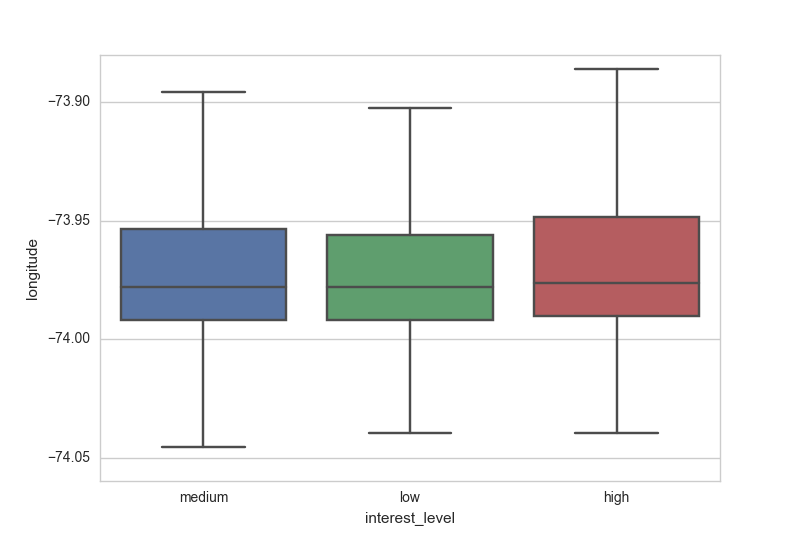 −73.90
−73.95
−74.00
−74.05
longitude
medium low high
interest_level